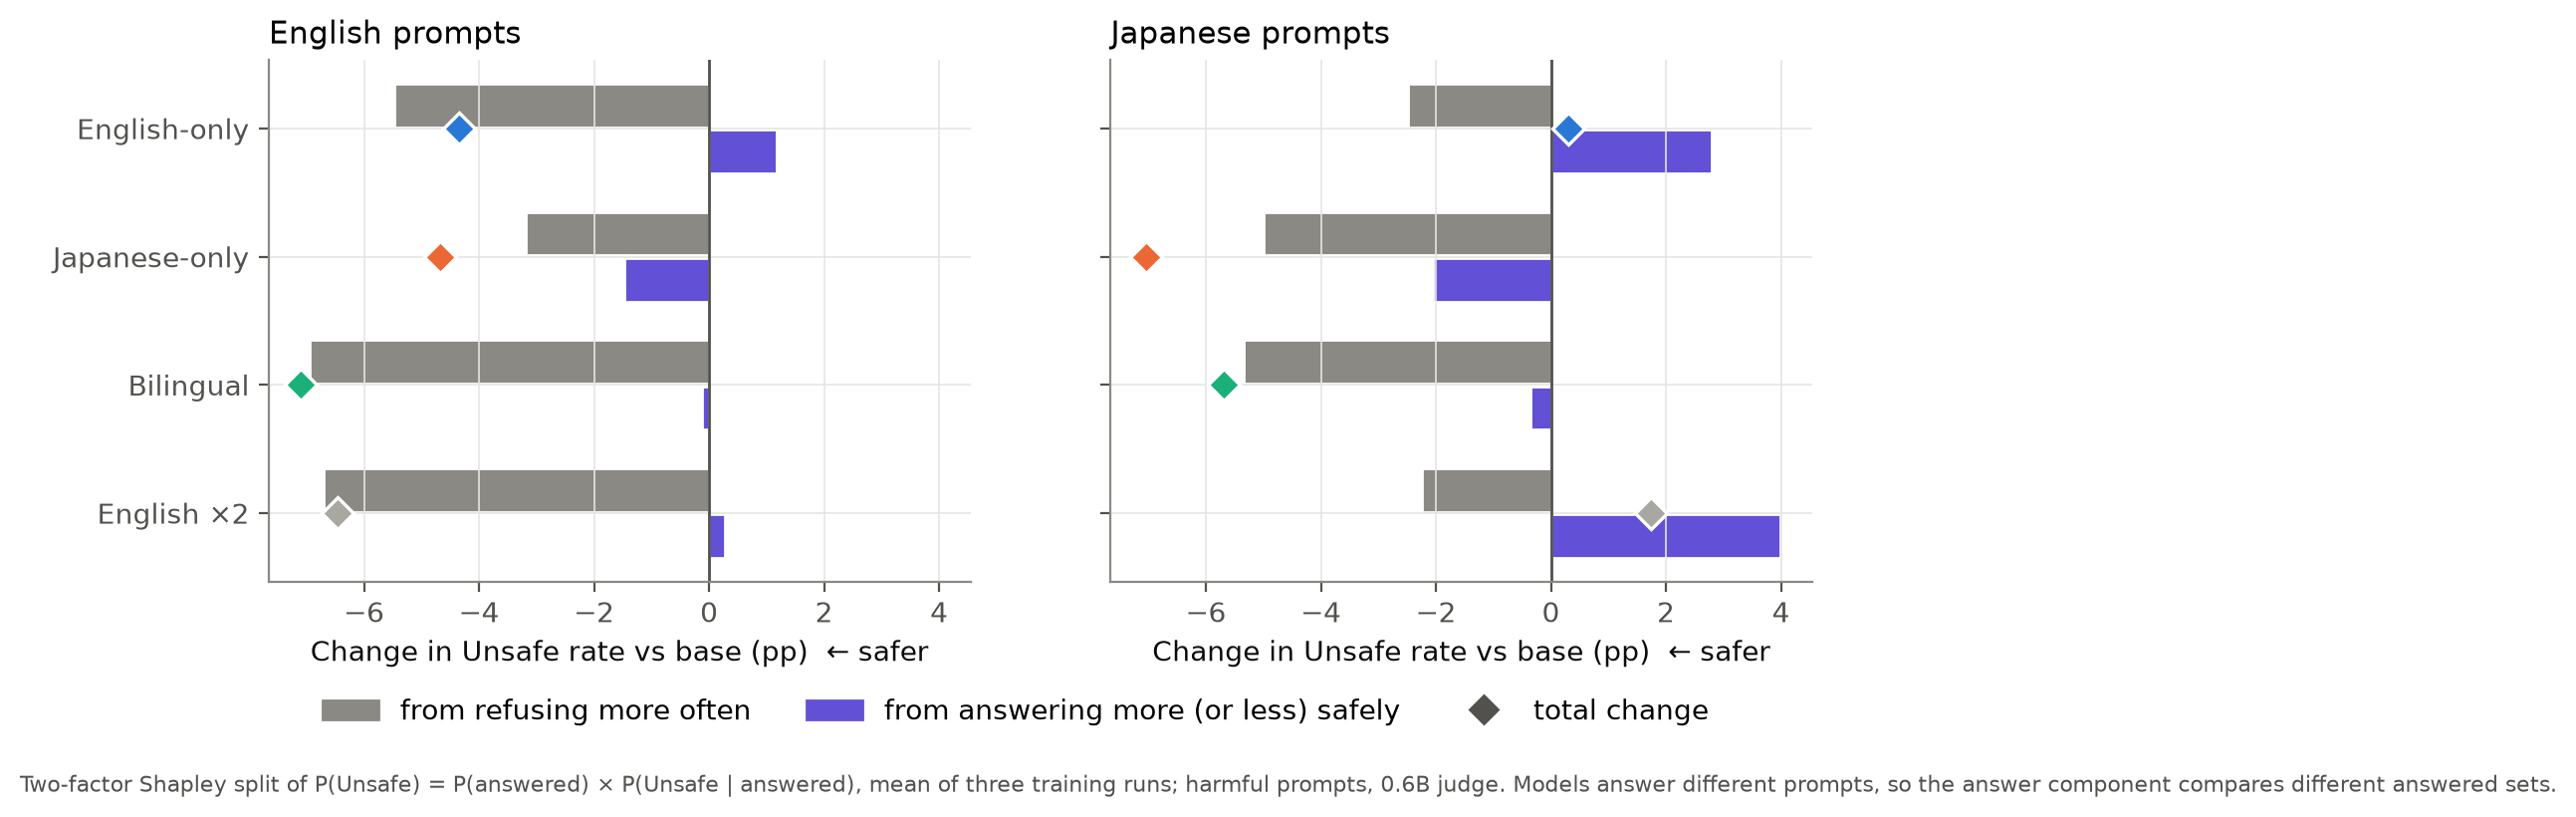 English prompts
Japanese prompts
English-only
Japanese-only
Bilingual
English ×2
−6 −4 −2 0 2 4
−6 −4 −2 0 2 4
Change in Unsafe rate vs base (pp) ← safer
Change in Unsafe rate vs base (pp) ← safer
from refusing more often
from answering more (or less) safely
total change
Two-factor Shapley split of P(Unsafe) = P(answered) × P(Unsafe | answered), mean of three training runs; harmful prompts, 0.6B judge. Models answer different prompts, so the answer component compares different answered sets.